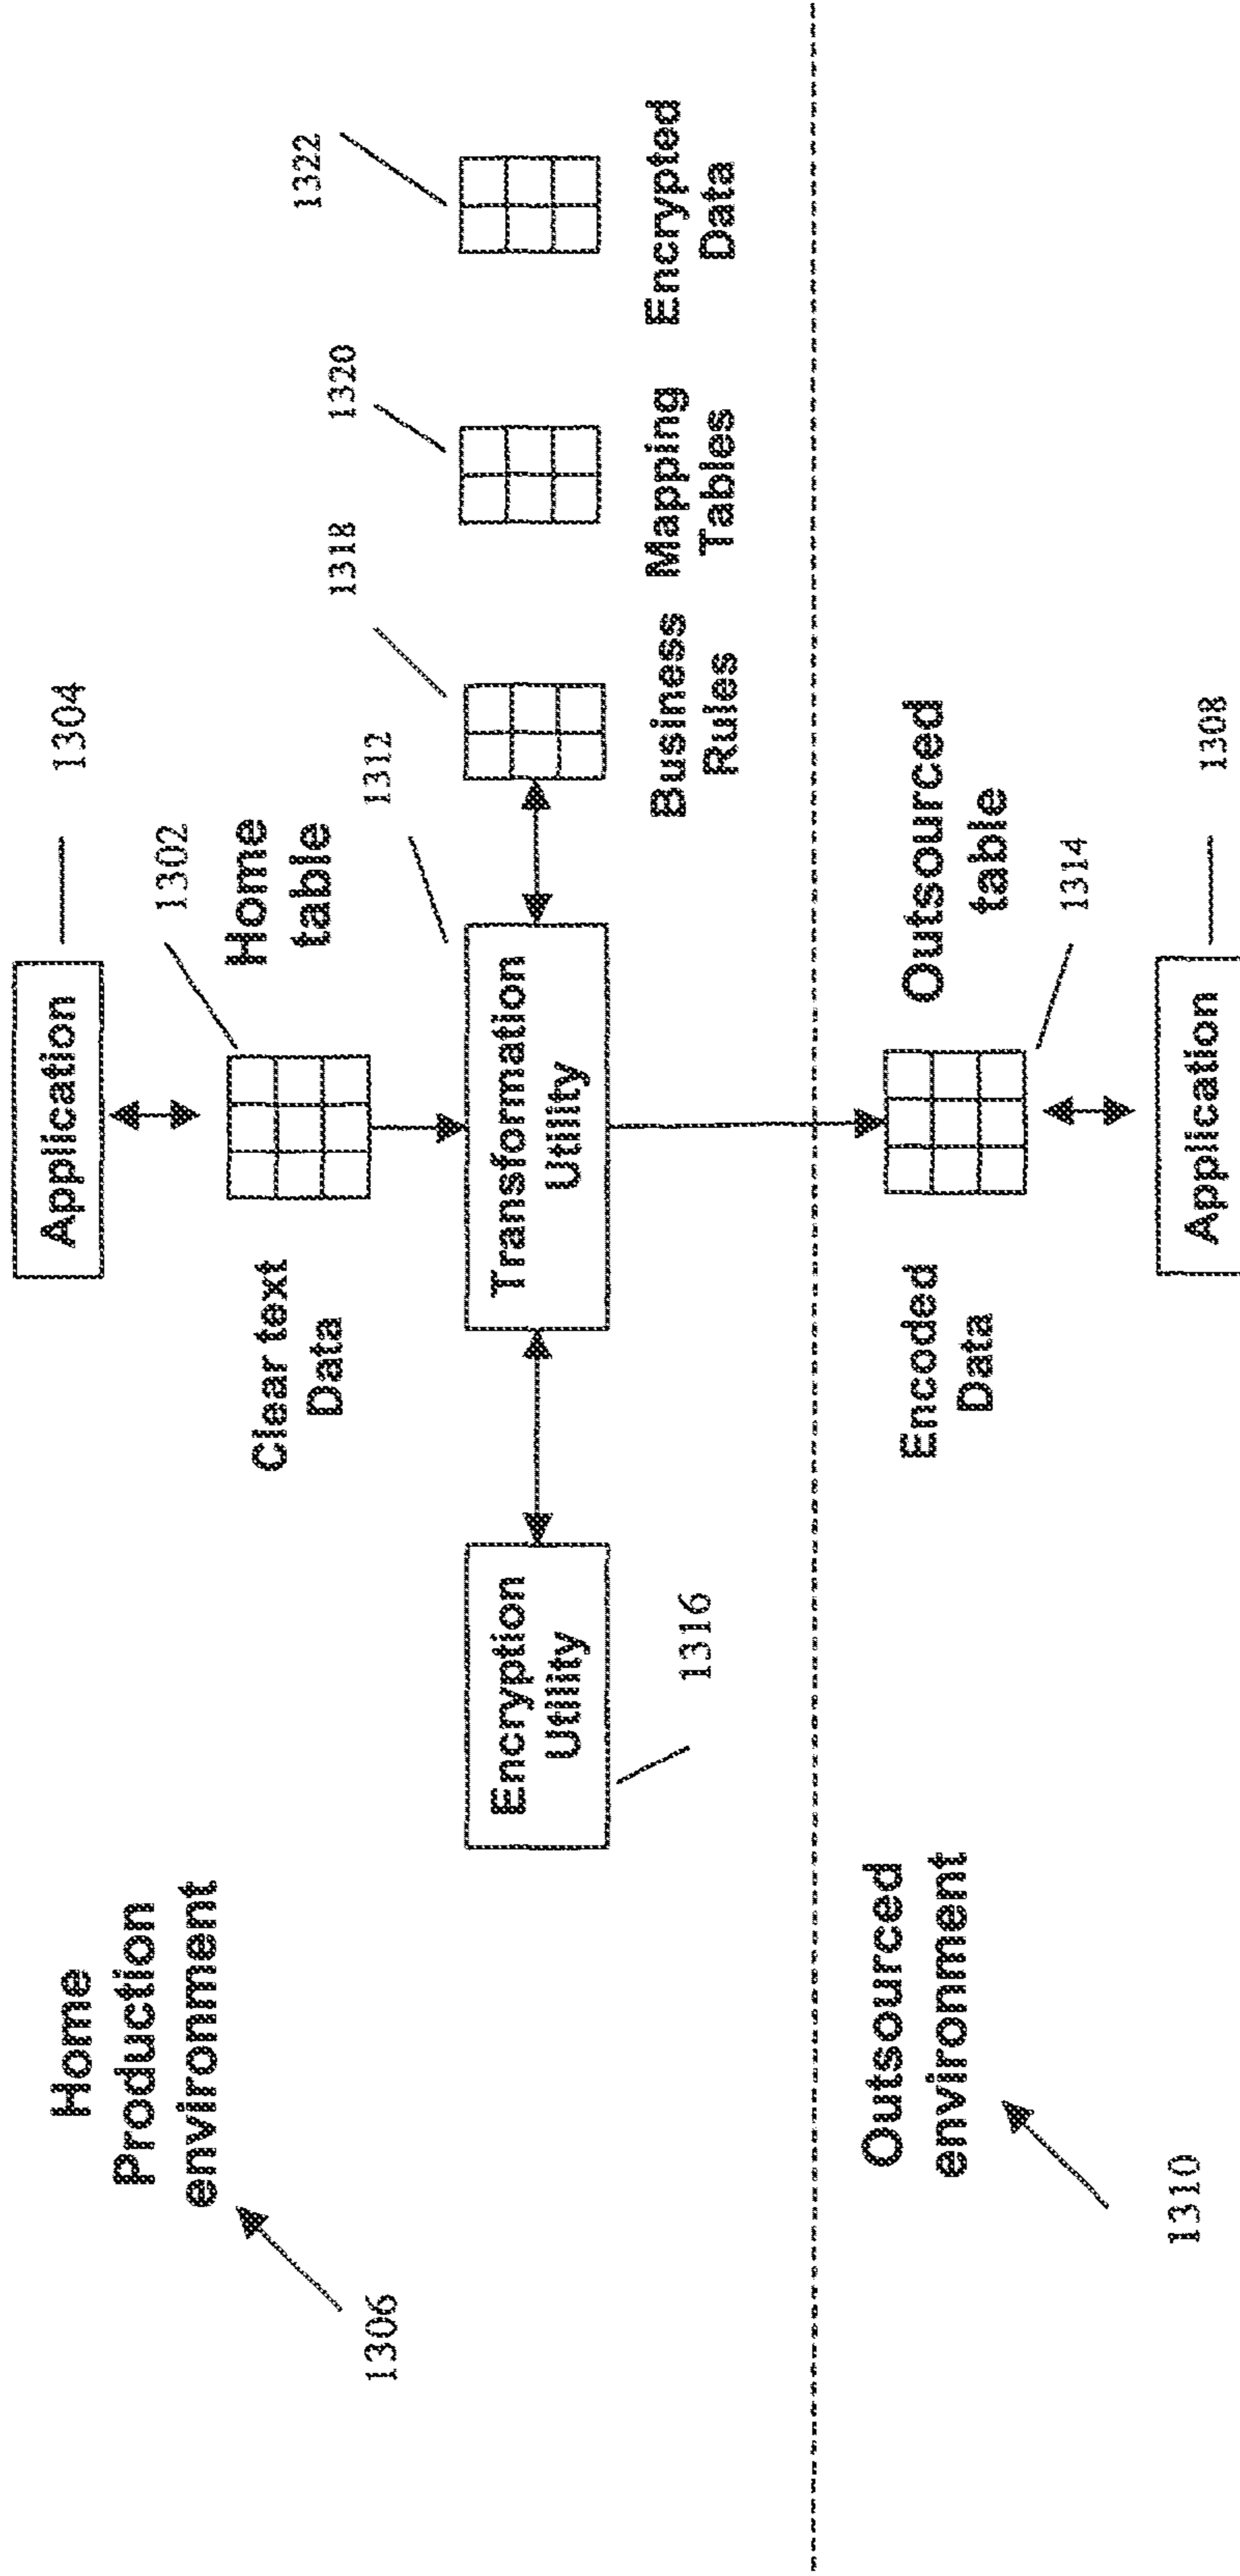 Home
Production
environment
1306
Application
1304
1302
Clear text
Data
Home
table
1312
Encryption
Utility
1316
Transformation
Utility
1318
1320
1322
Business
Rules
Mapping
Tables
Encrypted
Data
Outsourced
environment
1310
Encoded
Data
Outsourced
table
1314
Application
1308